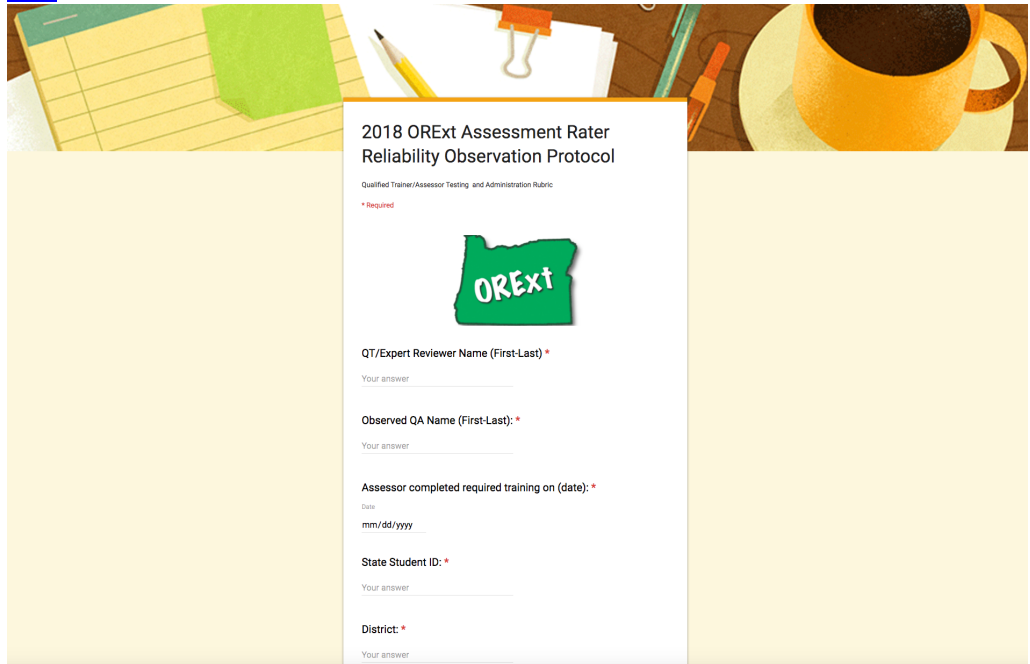 2018 ORExt Assessment Rater
Reliability Observation Protocol
Qualified Trainer/Assessor Testing and Administration Rubric
* Required
ORExt
QT/Expert Reviewer Name (First-Last) *
Your answer
Observed QA Name (First-Last): *
Your answer
Assessor completed required training on (date): *
Date
mm/dd/yyyy
State Student ID: *
Your answer
District: *
Your answer